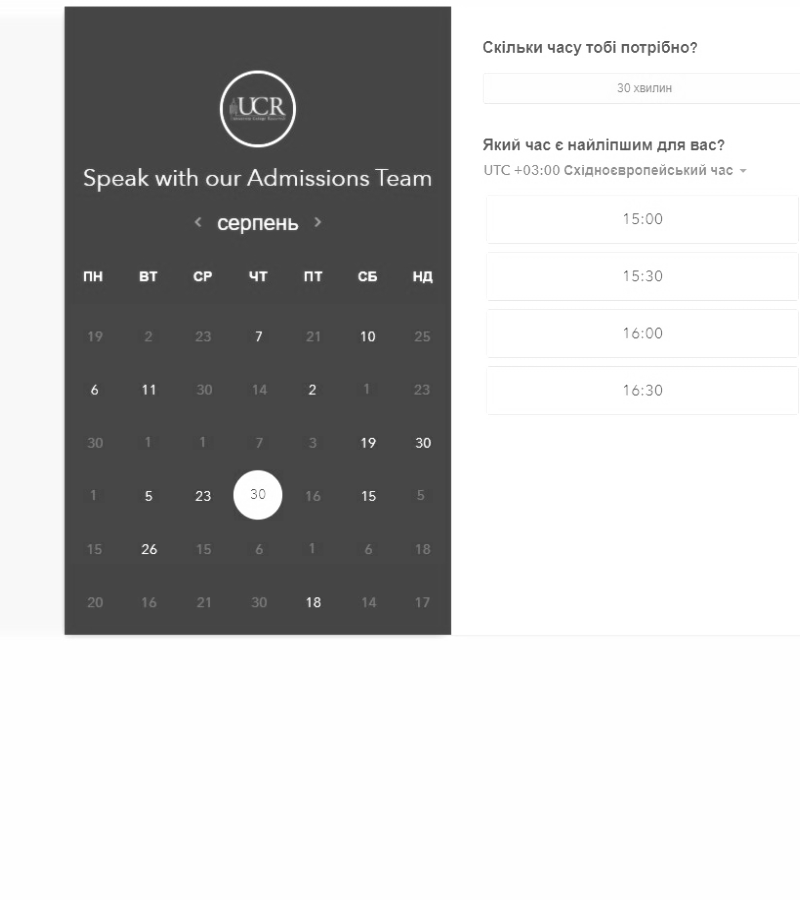 UCR
Speak with our Admissions Team
серпень
ПН ВТ СР ЧТ ПТ СБ НД
19 2 23 7 21 10 25
6 11 30 14 2 1 23
30 1 1 7 3 19 30
1 5 23 30 16 15 5
15 26 15 6 1 6 18
20 16 21 30 18 14 17
Скільки часу тобі потрібно?
30 хвилин
Який час є найліпшим для вас?
UTC +03:00 Східноєвропейський час
15:00
15:30
16:00
16:30